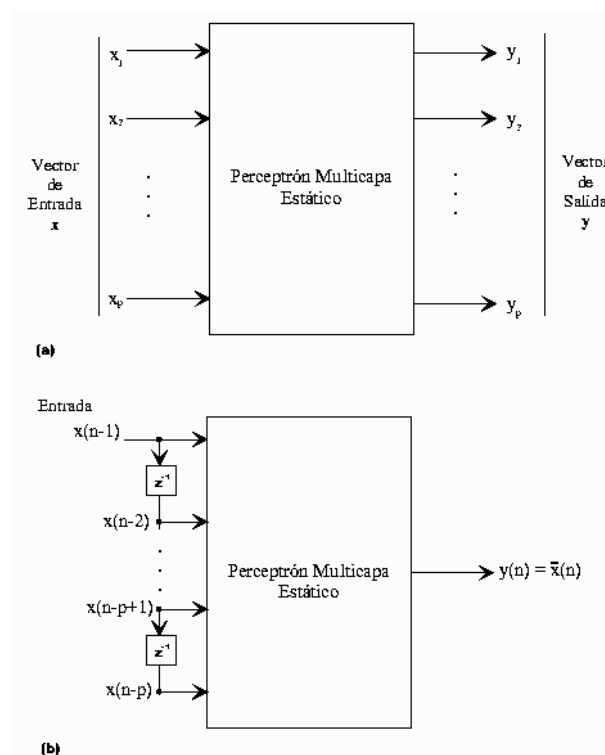 x₁
y₁
x₂
y₂
Vector
de
Entrada
x
Perceptrón Multicapa
Estático
Vector
de
Salida
y
xₚ
yₚ
(a)
Entrada
x(n-1)
z⁻¹
x(n-2)
Perceptrón Multicapa
Estático
y(n) = x̄(n)
x(n-p+1)
z⁻¹
x(n-p)
(b)